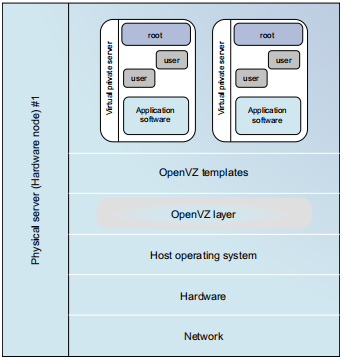 Physical server (Hardware node) #1
Virtual private server
root
user
user
Application
software
Virtual private server
root
user
user
Application
software
OpenVZ templates
OpenVZ layer
Host operating system
Hardware
Network